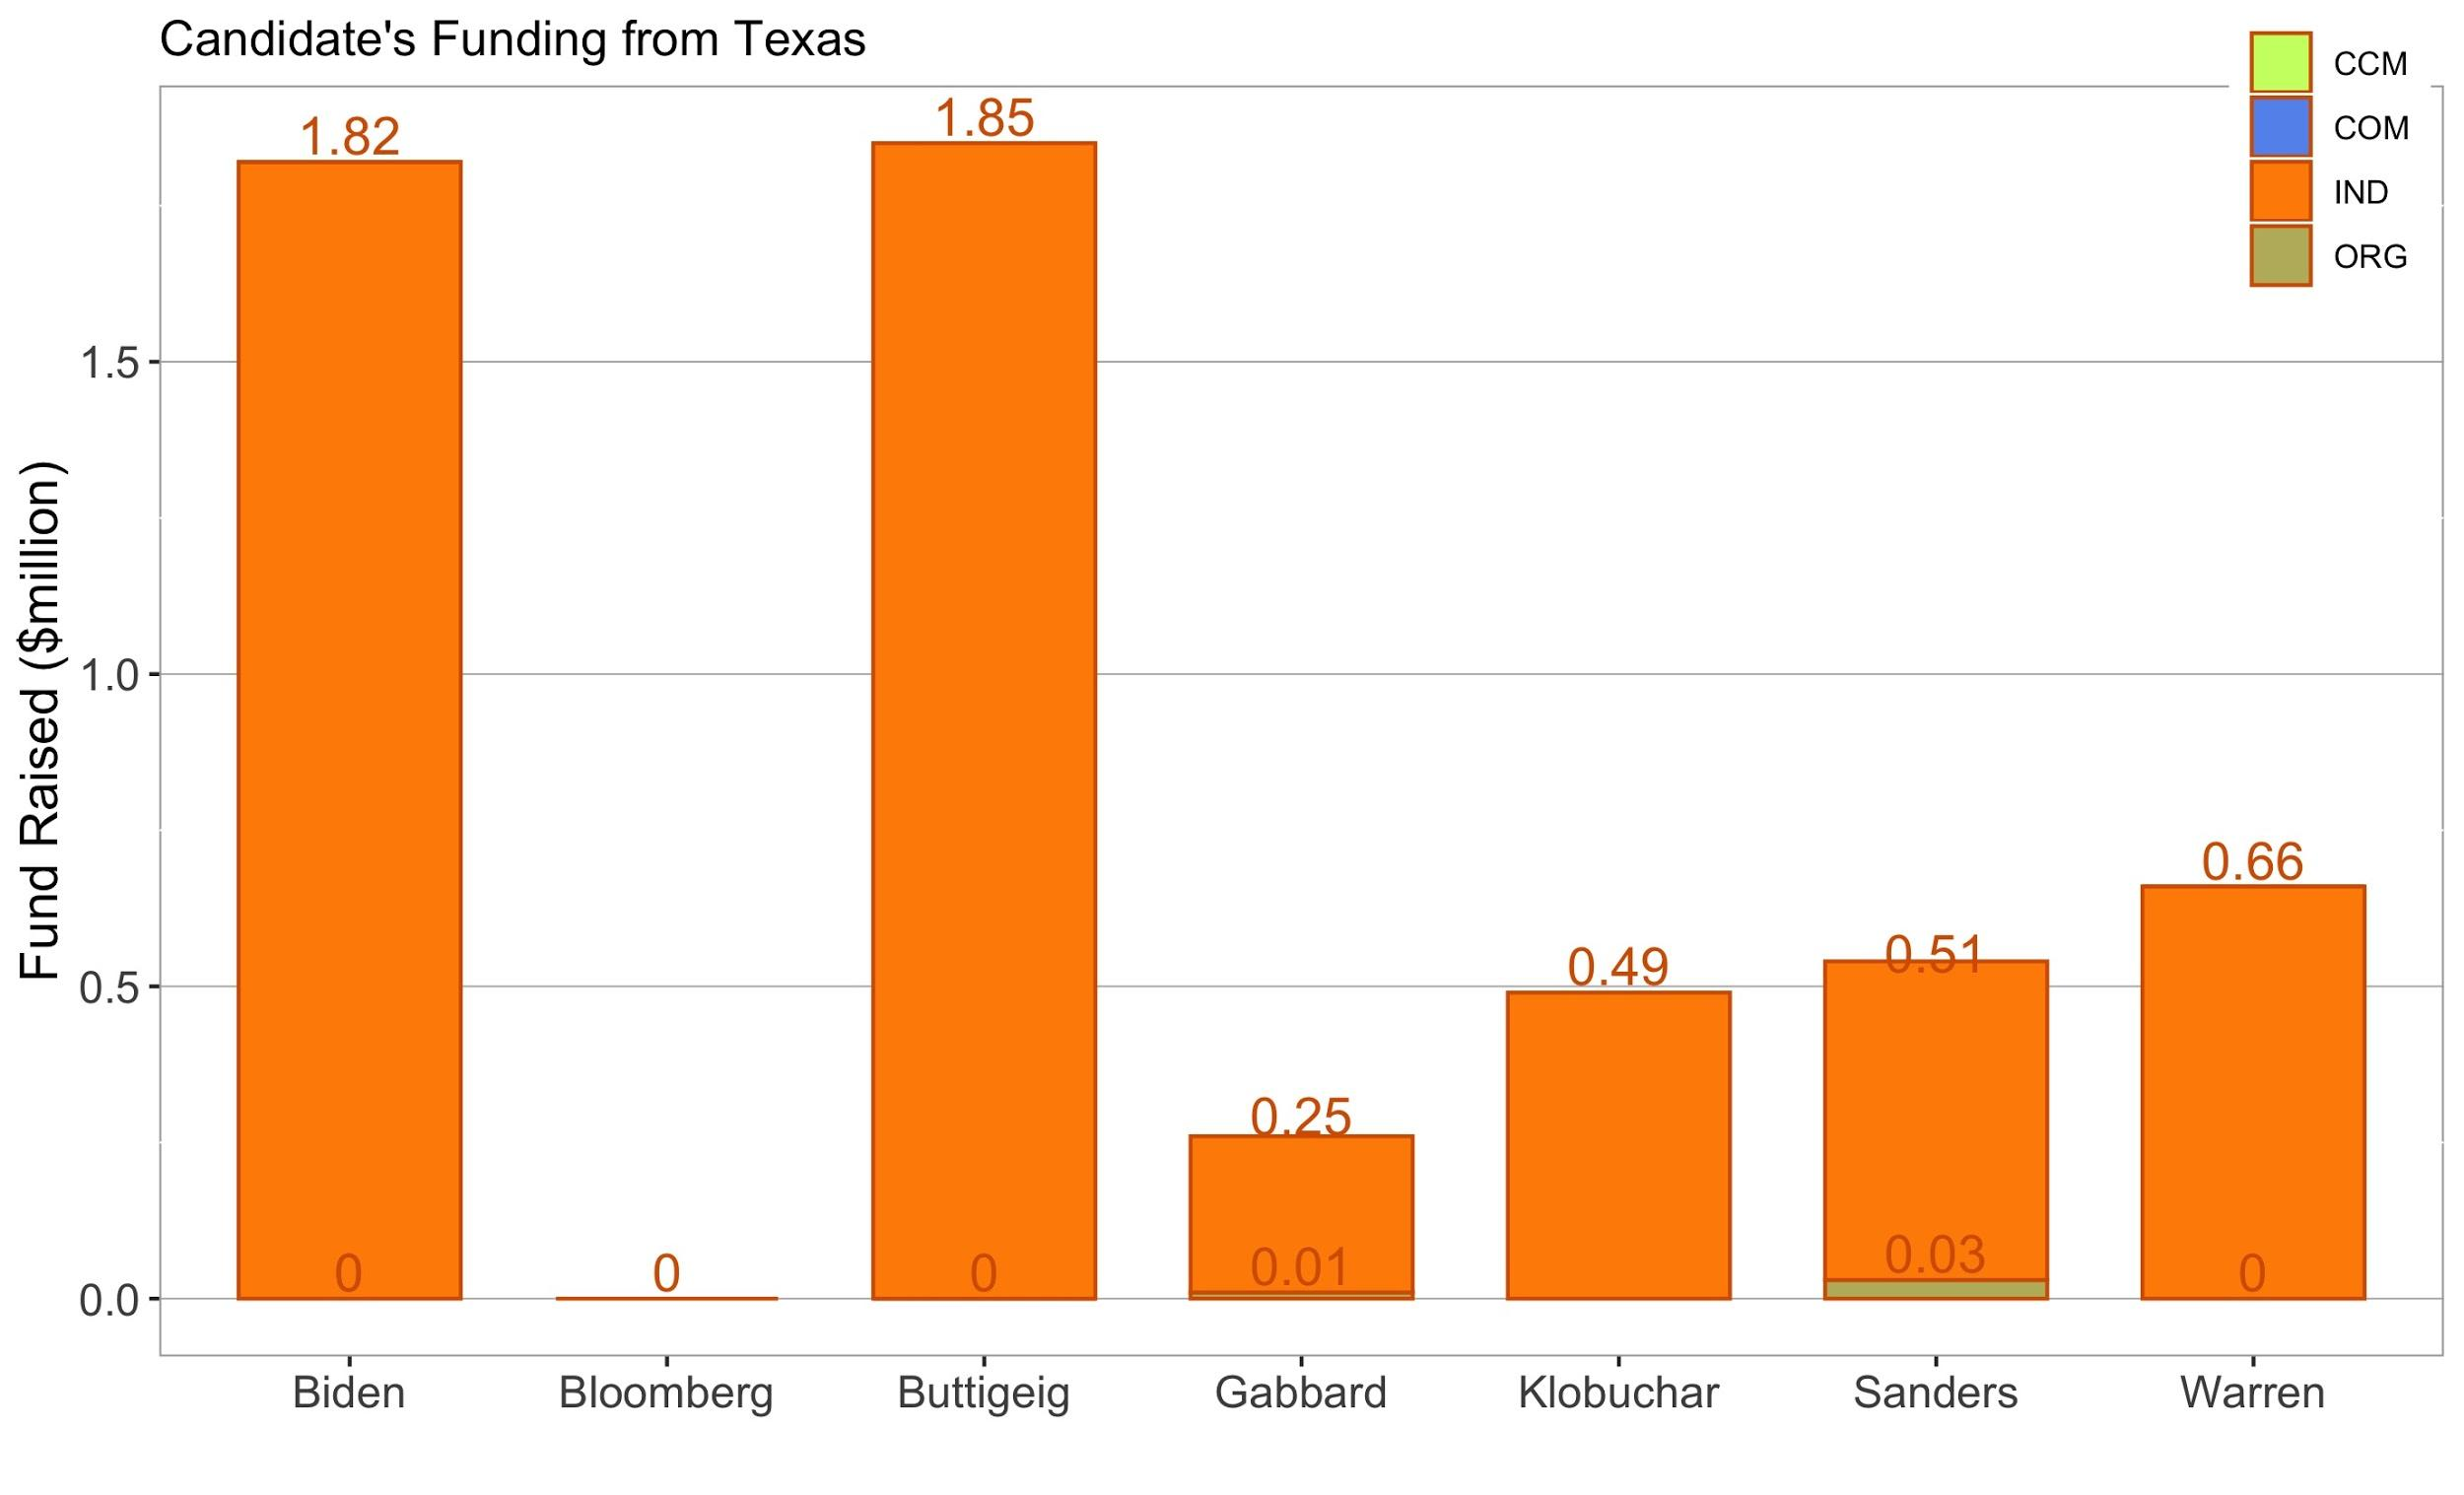 Candidate's Funding from Texas
CCM
COM
IND
ORG
Fund Raised ($million)
1.5
1.0
0.5
0.0
1.82
0
0
1.85
0
0.25
0.01
0.49
0.51
0.03
0.66
0
Biden
Bloomberg
Buttigeig
Gabbard
Klobuchar
Sanders
Warren